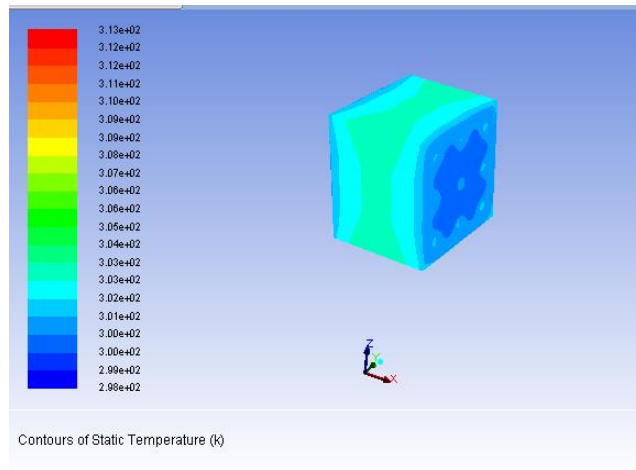 3.13e+02
3.12e+02
3.12e+02
3.11e+02
3.10e+02
3.09e+02
3.09e+02
3.08e+02
3.07e+02
3.06e+02
3.06e+02
3.05e+02
3.04e+02
3.03e+02
3.03e+02
3.02e+02
3.01e+02
3.00e+02
3.00e+02
2.99e+02
2.98e+02
Z
Y
X
Contours of Static Temperature (k)